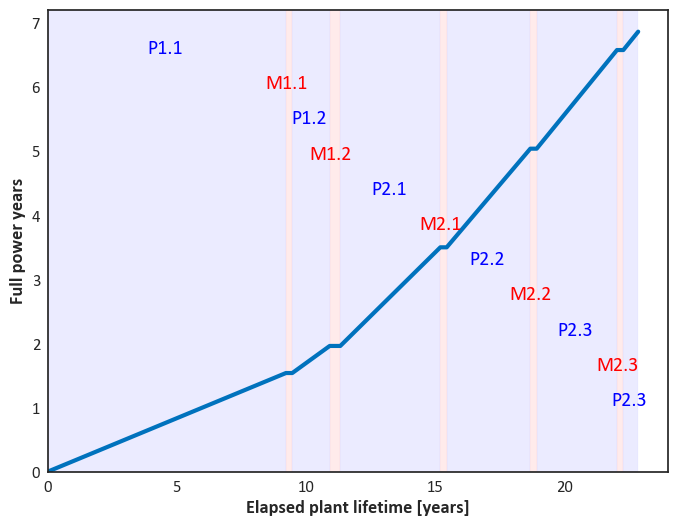 7
P1.1
6
M1.1
P1.2
5
M1.2
P2.1
4
M2.1
P2.2
3
M2.2
P2.3
2
M2.3
P2.3
1
0
Full power years
0 5 10 15 20
Elapsed plant lifetime [years]